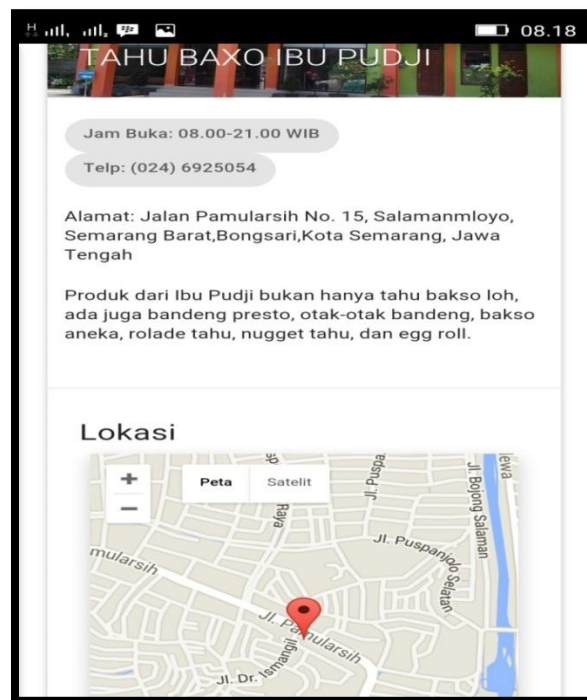 H
08.18
TAHU BAXO IBU PUDJI
Jam Buka: 08.00-21.00 WIB
Telp: (024) 6925054
Alamat: Jalan Pamularsih No. 15, Salamanmloyo,
Semarang Barat,Bongsari,Kota Semarang, Jawa
Tengah
Produk dari Ibu Pudji bukan hanya tahu bakso loh,
ada juga bandeng presto, otak-otak bandeng, bakso
aneka, rolade tahu, nugget tahu, dan egg roll.
Lokasi
+
Peta
Satelit
−
Raya
Jl. Puspa
ewa
Jl. Bojong Salaman
Jl. Puspanjolo Selatan
mularsih
Jl. Pamularsih
Jl. Dr. Ismangil